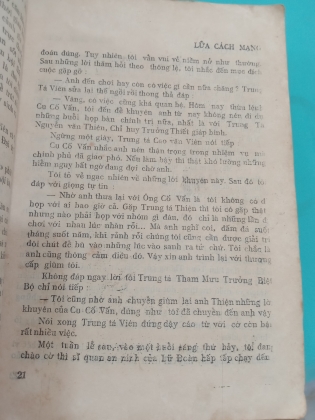 LỬA CÁCH MẠNG
đoán đúng. Tuy nhiên, tôi vẫn vui vẻ niềm nở như thường.
Sau những lời thăm hỏi theo thông lệ, tôi nhắc đến mục đích
cuộc gặp gỡ :
— Anh đến chơi hay còn có việc gì cần nữa chăng? Trung
Tá Viên sửa lại thế ngồi rồi thong thả đáp :
— Vâng, có việc cũng khá quan hệ. Hôm nay thừa lệnh
Cụ Cố Vấn, tôi đến để khuyên anh từ nay không nên đi dự
những buổi họp bàn chính trị nữa, nhất là với Trung Tá
Nguyễn văn Thiện, Chỉ huy Trưởng Thiết giáp binh.
Ngừng một giây, Trung Tá Cao văn Viên nói tiếp
— Cụ Cố Vấn nhắc anh nên thận trọng trong nhiệm vụ mà
chính phủ đã giao phó. Nếu làm bậy thì thật khó lường những
hiểm nguy bất ngờ đang đợi chờ anh.
Tôi tỏ vẻ ngạc nhiên về những lời khuyên này. Sau đó tôi
đáp với giọng tự tin :
— Nhờ anh thưa lại với Ông Cố Vấn là tôi không có đi
họp với ai bao giờ cả. Gặp Trung Tá Thiện thì tôi có gặp thật
nhưng nào phải họp với nhóm gì đâu, đó chỉ là những lần đi
chơi với nhau lúc nhàn rỗi... Mà anh nghĩ coi, đầu đá suốt
tháng suốt năm, khi rảnh rỗi chúng tôi cũng cần được giải trí
đôi chút để bù vào những lúc vào sanh ra tử chứ. Tôi chắc là
anh cũng thông cảm điều đó. Vậy xin anh trình lại với thượng
cấp giùm tôi.
Không đáp ngay lời tôi Trung tá Tham Mưu Trưởng Biệt
Bộ chỉ nói tiếp :
— Tôi cũng nhờ anh chuyển giùm lại anh Thiện những lời
khuyên của Cụ Cố Vấn, đúng như tôi đã chuyển đến anh vậy
Nói xong Trung tá Viên đứng dậy cáo từ với cớ còn bận
rất nhiều việc.
Một tuần lễ sau, vào một buổi sáng thứ bảy, tôi đang
chào cờ thì sĩ quan an ninh của Lữ Đoàn hấp tấp chạy đến
21